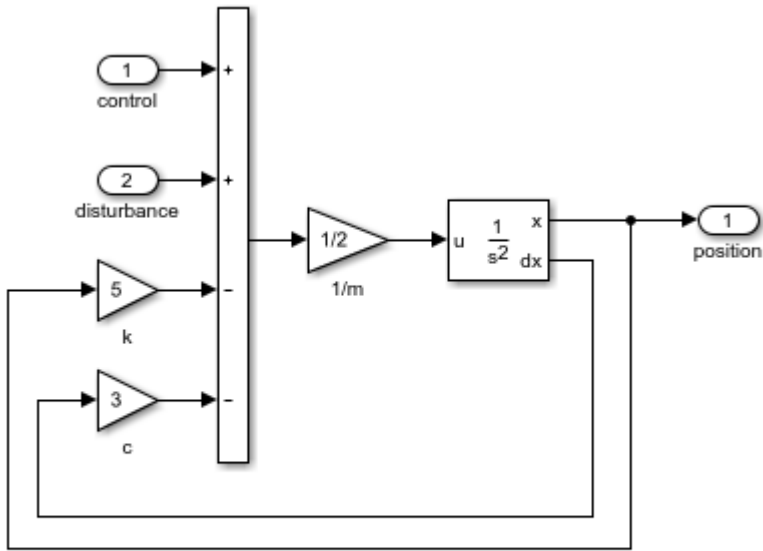 1
+
control
2
+
disturbance
1/2
1/m
u 1/s² x
dx
1
position
5
−
k
3
−
c